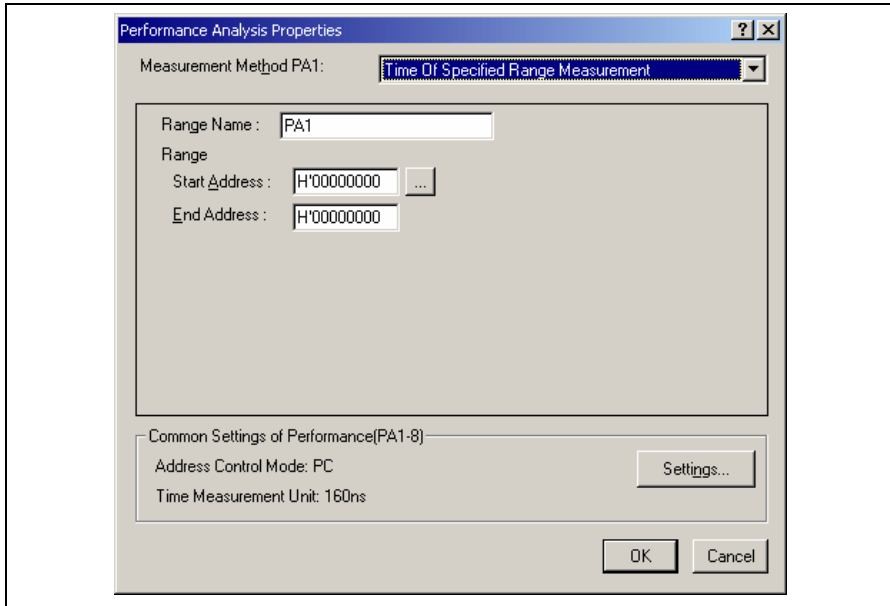 Performance Analysis Properties
Measurement Method PA1: Time Of Specified Range Measurement
Range Name : PA1
Range
Start Address : H'00000000 ...
End Address : H'00000000
Common Settings of Performance(PA1-8)
Address Control Mode: PC
Settings...
Time Measurement Unit: 160ns
OK Cancel